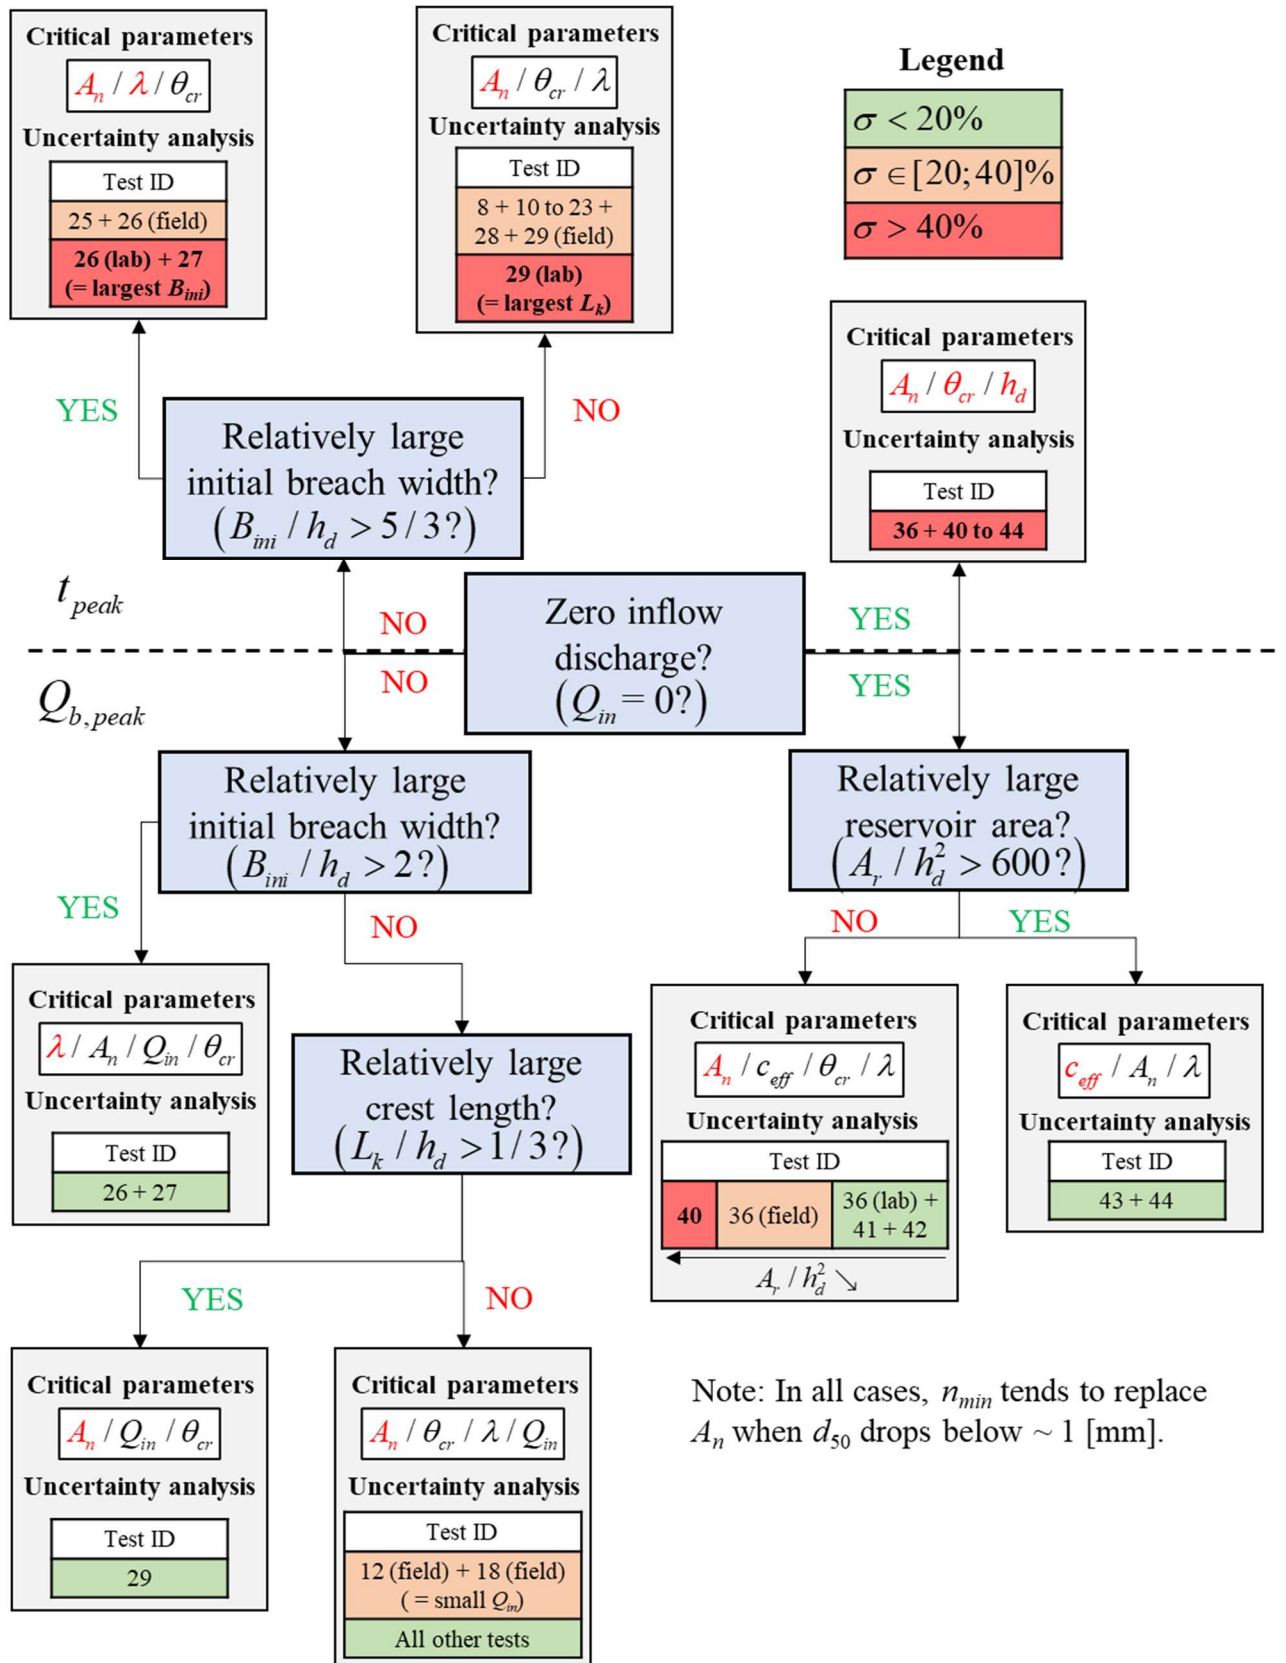 Critical parameters
A_n / λ / θ_cr
Uncertainty analysis
Test ID
25 + 26 (field)
26 (lab) + 27
(= largest B_ini)
Critical parameters
A_n / θ_cr / λ
Uncertainty analysis
Test ID
8 + 10 to 23 +
28 + 29 (field)
29 (lab)
(= largest L_k)
Legend
σ < 20%
σ ∈ [20;40]%
σ > 40%
Critical parameters
A_n / θ_cr / h_d
Uncertainty analysis
Test ID
36 + 40 to 44
YES
Relatively large
initial breach width?
(B_ini / h_d > 5 / 3?)
NO
t_peak
NO
Zero inflow
discharge?
(Q_in = 0?)
YES
Q_b,peak
NO
YES
Relatively large
initial breach width?
(B_ini / h_d > 2?)
Relatively large
reservoir area?
(A_r / h_d^2 > 600?)
YES
NO
NO
YES
Critical parameters
λ / A_n / Q_in / θ_cr
Uncertainty analysis
Test ID
26 + 27
Relatively large
crest length?
(L_k / h_d > 1 / 3?)
Critical parameters
A_n / c_eff / θ_cr / λ
Uncertainty analysis
Test ID
40
36 (field)
36 (lab) +
41 + 42
A_r / h_d^2 ↘
Critical parameters
c_eff / A_n / λ
Uncertainty analysis
Test ID
43 + 44
YES
NO
Critical parameters
A_n / Q_in / θ_cr
Uncertainty analysis
Test ID
29
Critical parameters
A_n / θ_cr / λ / Q_in
Uncertainty analysis
Test ID
12 (field) + 18 (field)
( = small Q_in)
All other tests
Note: In all cases, n_min tends to replace
A_n when d_50 drops below ~ 1 [mm].